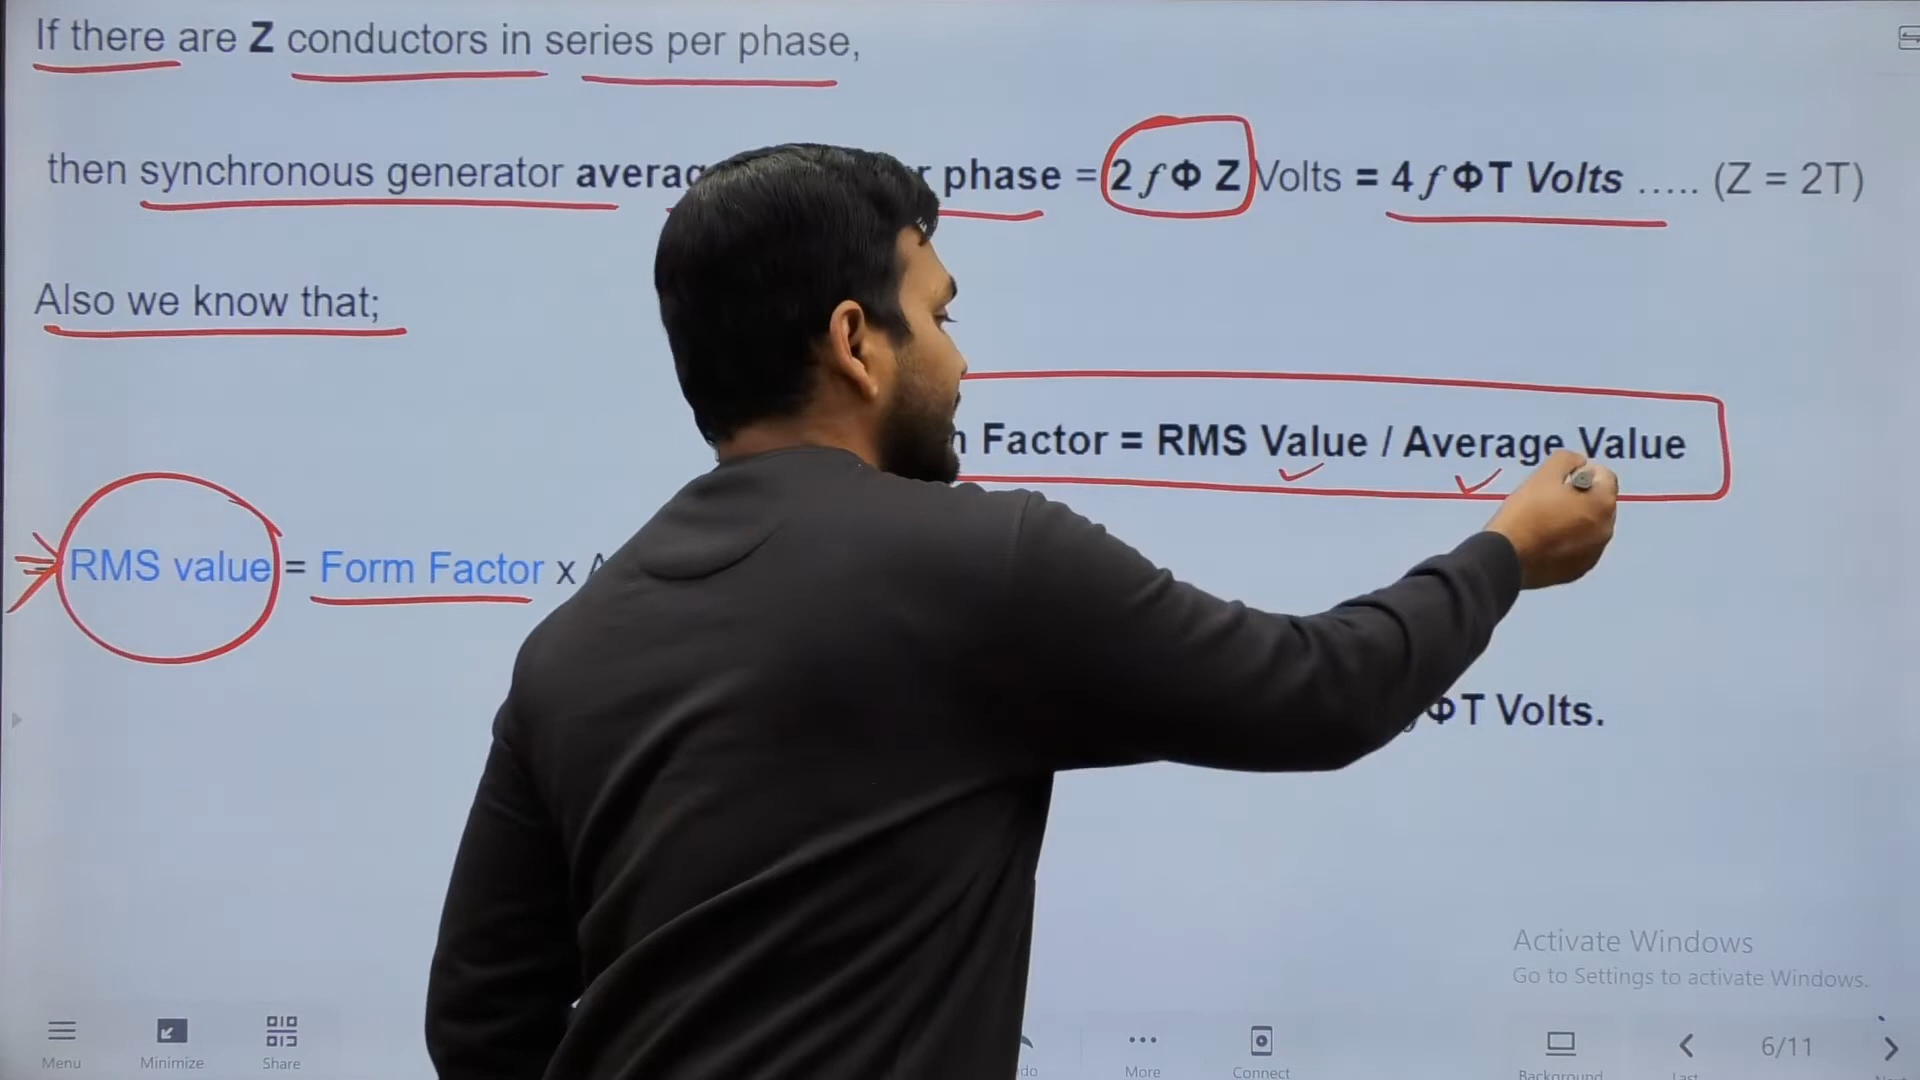 If there are Z conductors in series per phase,
then synchronous generator phase = 2 f Φ Z Volts = 4 f ΦT Volts ..... (Z = 2T)
Also we know that;
Factor = RMS Value / Average Value
RMS value = Form Factor x
ΦT Volts.
Activate Windows
Go to Settings to activate Windows.
Menu Minimize Share More Connect Background 6/11